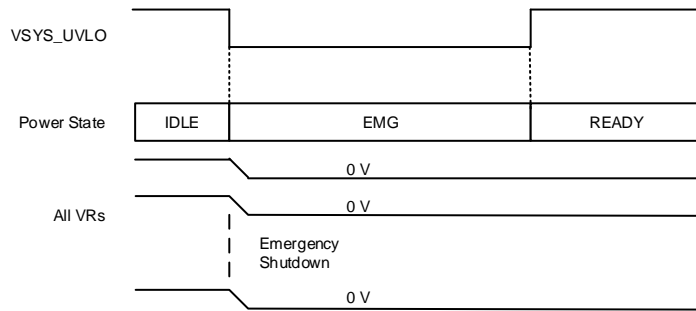 VSYS_UVLO
Power State
IDLE
EMG
READY
0 V
All VRs
0 V
Emergency
Shutdown
0 V